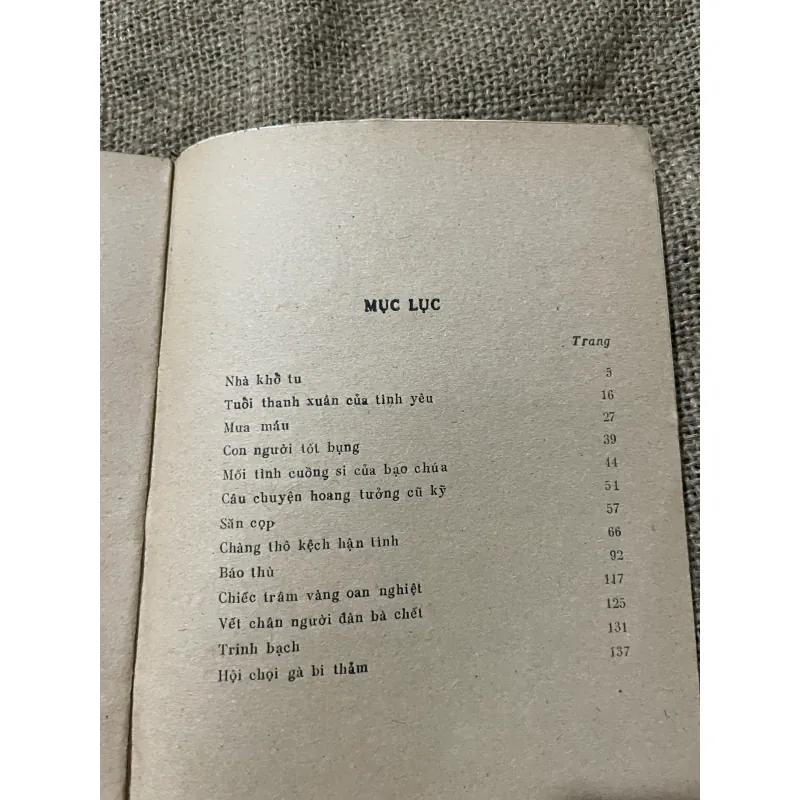 MỤC LỤC
Trang
Nhà khổ tu 5
Tuổi thanh xuân của tình yêu 16
Mưa máu 27
Con người tốt bụng 39
Mối tình cuồng si của bạo chúa 44
Câu chuyện hoang tưởng cũ kỹ 51
Săn cọp 57
Chàng thô kệch hận tình 66
Báo thù 92
Chiếc trâm vàng oan nghiệt 117
Vết chân người đàn bà chết 125
Trinh bạch 131
Hội chọi gà bi thảm 137